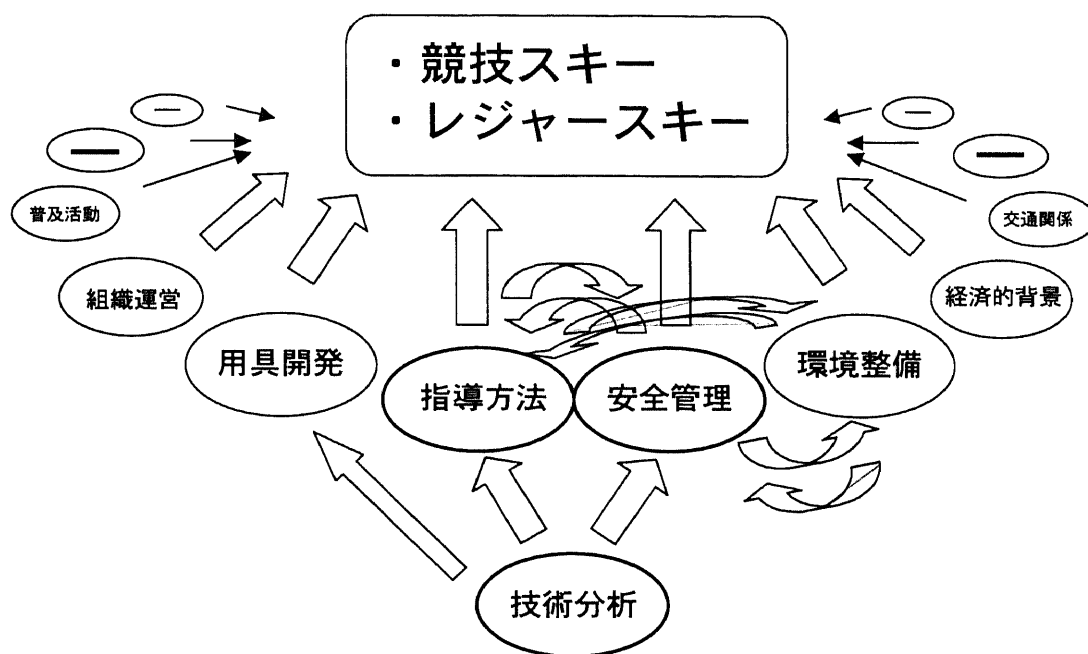 ・競技スキー
・レジャースキー
普及活動
交通関係
組織運営
経済的背景
用具開発
指導方法
安全管理
環境整備
技術分析